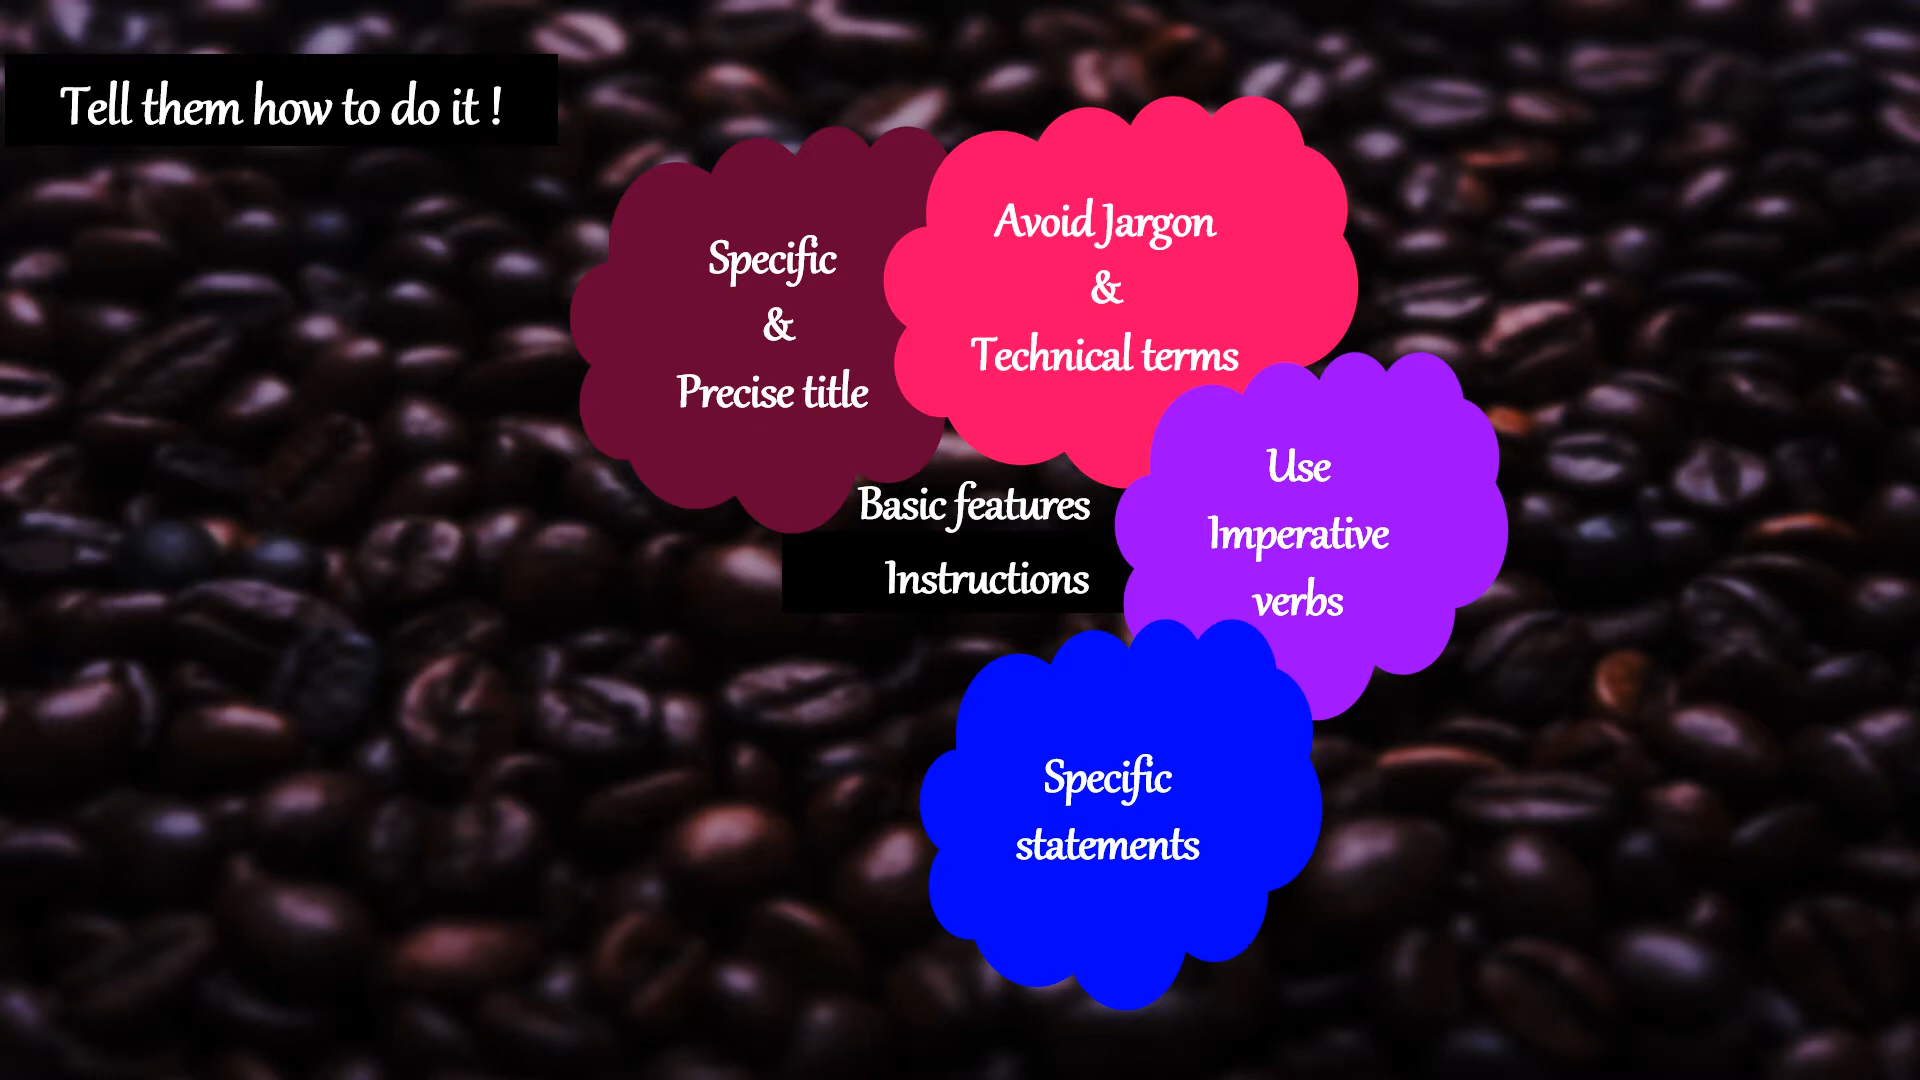 Tell them how to do it !
Specific
&
Precise title
Avoid Jargon
&
Technical terms
Use
Imperative
verbs
Basic features
Instructions
Specific
statements